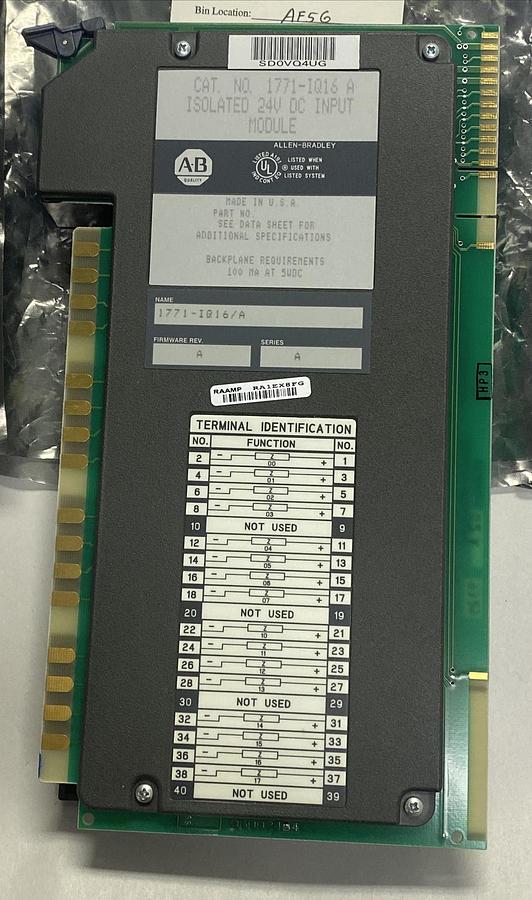 Bin Location: AF5G
SD0VQ4UG
CAT. NO. 1771-IQ16 A
ISOLATED 24V DC INPUT
MODULE
ALLEN-BRADLEY
A-B
QUALITY
UL
LISTED WHEN
USED WITH
LISTED SYSTEM
MADE IN U.S.A.
PART NO.
SEE DATA SHEET FOR
ADDITIONAL SPECIFICATIONS
BACKPLANE REQUIREMENTS
100 MA AT 5VDC
NAME
1771-IQ16/A
FIRMWARE REV. SERIES
A A
RAAMP RA1EX8FG
HP3
TERMINAL IDENTIFICATION
NO. FUNCTION NO.
2 - Z 00 + 1
4 - Z 01 + 3
6 - Z 02 + 5
8 - Z 03 + 7
10 NOT USED 9
12 - Z 04 + 11
14 - Z 05 + 13
16 - Z 06 + 15
18 - Z 07 + 17
20 NOT USED 19
22 - Z 10 + 21
24 - Z 11 + 23
26 - Z 12 + 25
28 - Z 13 + 27
30 NOT USED 29
32 - Z 14 + 31
34 - Z 15 + 33
36 - Z 16 + 35
38 - Z 17 + 37
40 NOT USED 39